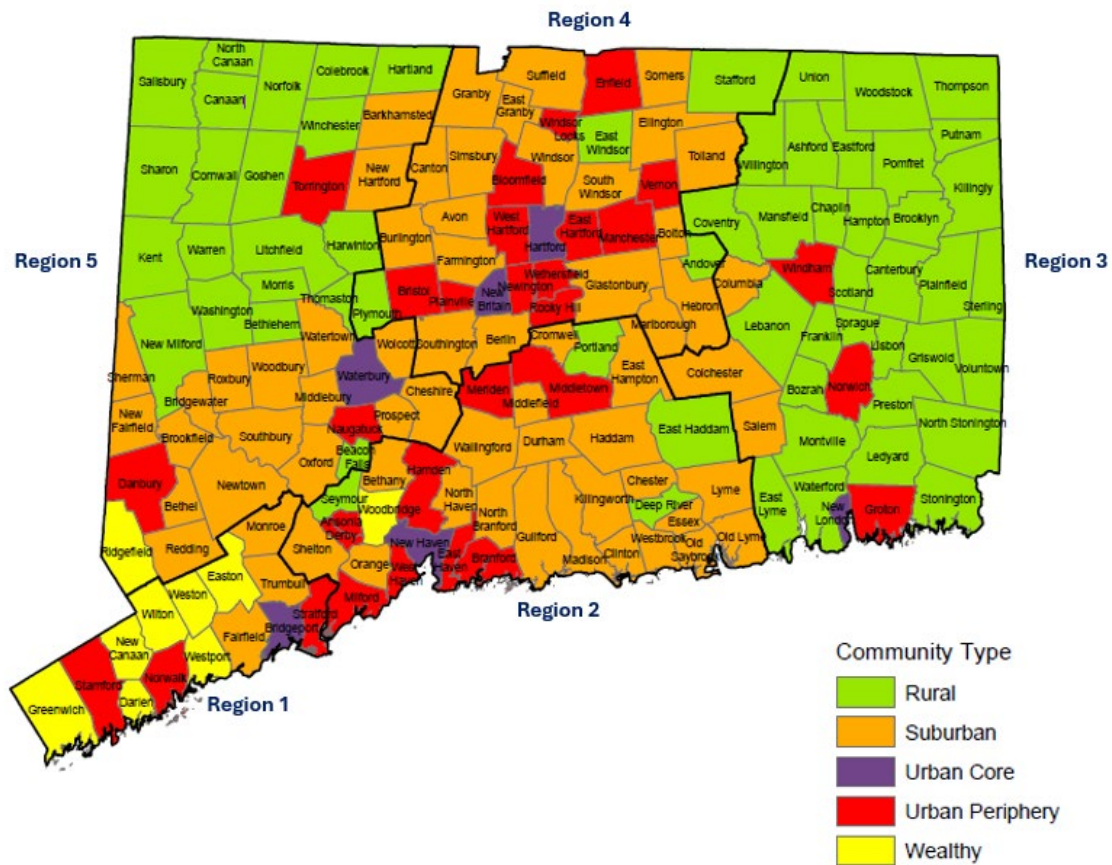 Region 4
North
Canaan
Colebrook
Hartland
Suffield
Enfield
Somers
Stafford
Union
Salisbury
Norfolk
Granby
East
Granby
Woodstock
Thompson
Canaan
Winchester
Barkhamsted
Windsor
Locks
East
Windsor
Ellington
Putnam
Ashford
Eastford
Willington
Pomfret
Sharon
Cornwall
Goshen
Torrington
New
Hartford
Canton
Simsbury
Bloomfield
Windsor
South
Windsor
Vernon
Tolland
Killingly
Avon
West
Hartford
Hartford
East
Hartford
Manchester
Bolton
Coventry
Mansfield
Chaplin
Hampton
Brooklyn
Region 5
Kent
Warren
Litchfield
Harwinton
Burlington
Farmington
Andover
Windham
Scotland
Canterbury
Plainfield
Sterling
Region 3
Morris
Washington
Bethlehem
Thomaston
Plymouth
Bristol
Plainville
New
Britain
Newington
Wethersfield
Rocky Hill
Glastonbury
Hebron
Columbia
Lebanon
Franklin
Sprague
Lisbon
Griswold
Voluntown
New Milford
Watertown
Wolcott
Southington
Berlin
Cromwell
Portland
Marlborough
East
Hampton
Colchester
Bozrah
Norwich
Preston
North Stonington
Sherman
Roxbury
Woodbury
Waterbury
Cheshire
Meriden
Middletown
Middlefield
New
Fairfield
Bridgewater
Middlebury
Prospect
Brookfield
Southbury
Naugatuck
Wallingford
Durham
Haddam
East Haddam
Salem
Montville
Ledyard
Danbury
Bethel
Newtown
Oxford
Beacon
Falls
Bethany
Hamden
North
Haven
Chester
Lyme
East
Lyme
Waterford
New
London
Groton
Stonington
Seymour
Woodbridge
North
Branford
Killingworth
Deep River
Essex
Ridgefield
Redding
Monroe
Ansonia
Derby
Shelton
New Haven
East
Haven
Branford
Guilford
Madison
Clinton
Westbrook
Old
Saybrook
Old Lyme
Easton
Weston
Trumbull
Orange
West
Haven
Milford
Stratford
Wilton
Fairfield
Bridgeport
Region 2
New
Canaan
Westport
Greenwich
Stamford
Norwalk
Darien
Region 1
Community Type
Rural
Suburban
Urban Core
Urban Periphery
Wealthy